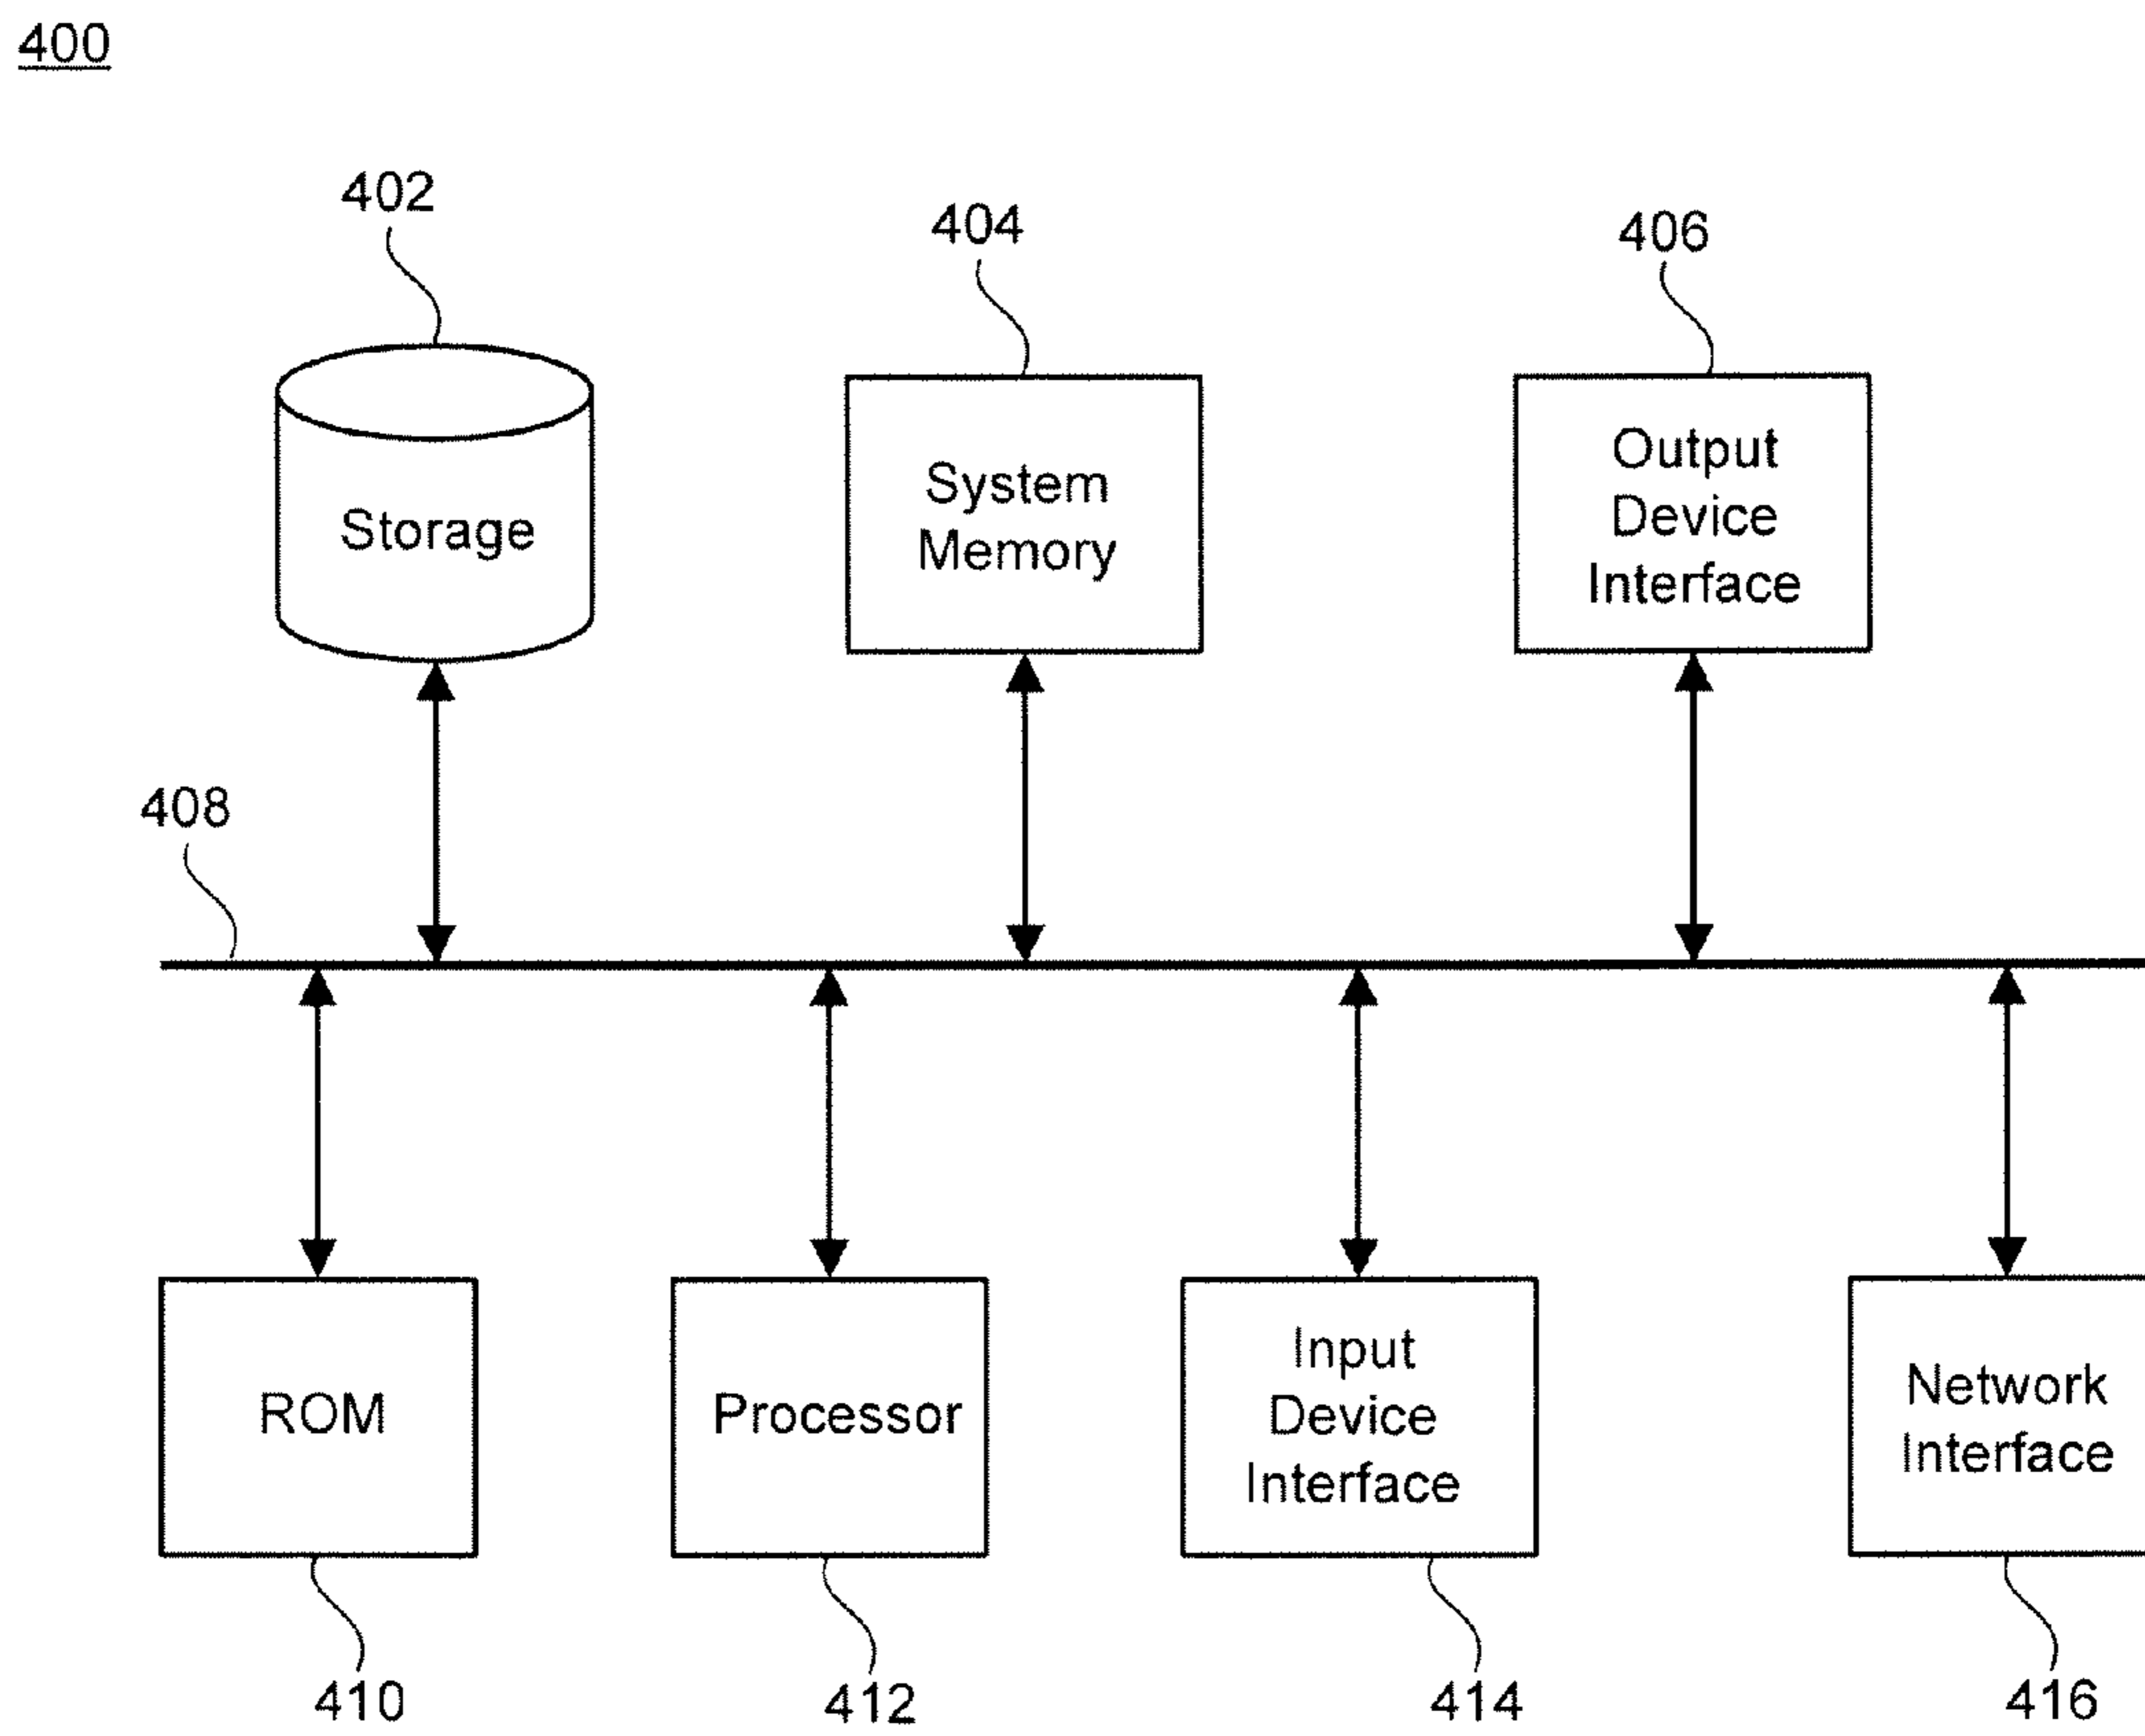 400
402
404
406
Storage
System
Memory
Output
Device
Interface
408
ROM
Processor
Input
Device
Interface
Network
Interface
410
412
414
416